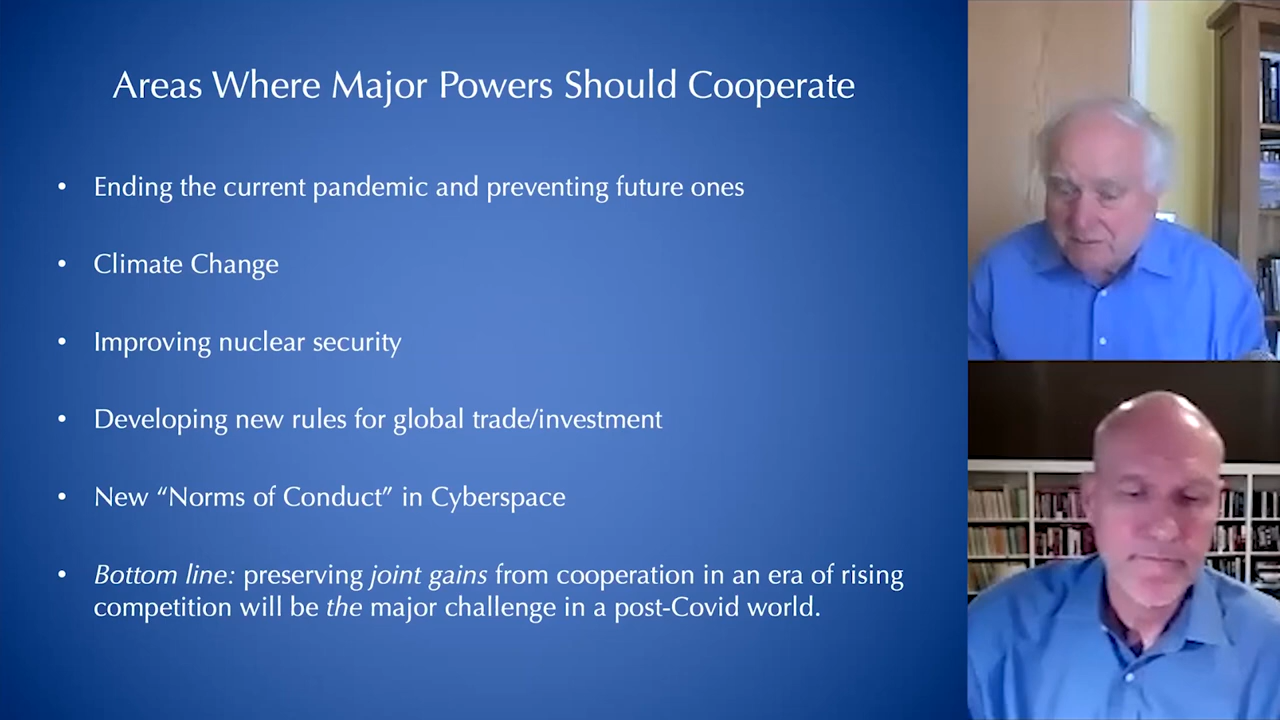 Areas Where Major Powers Should Cooperate
• Ending the current pandemic and preventing future ones
• Climate Change
• Improving nuclear security
• Developing new rules for global trade/investment
• New “Norms of Conduct” in Cyberspace
• Bottom line: preserving joint gains from cooperation in an era of rising
competition will be the major challenge in a post-Covid world.